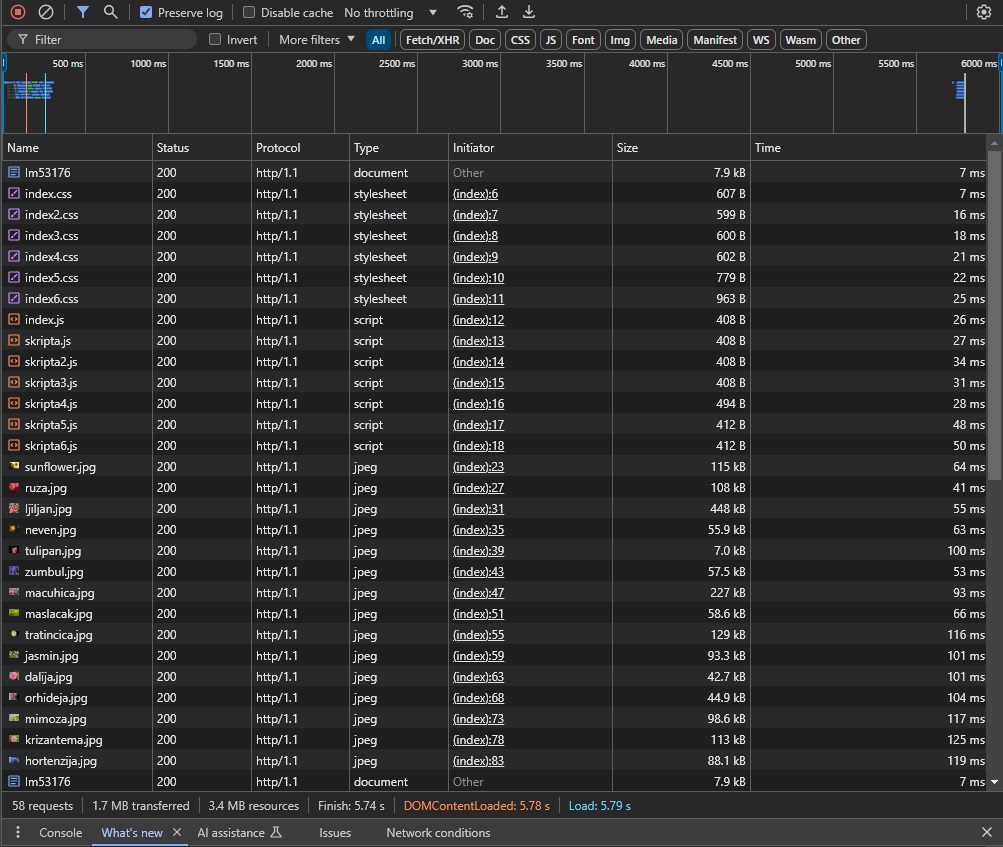 Preserve log Disable cache No throttling
Filter Invert More filters All Fetch/XHR Doc CSS JS Font Img Media Manifest WS Wasm Other
500 ms 1000 ms 1500 ms 2000 ms 2500 ms 3000 ms 3500 ms 4000 ms 4500 ms 5000 ms 5500 ms 6000 ms
Name Status Protocol Type Initiator Size Time
lm53176 200 http/1.1 document Other 7.9 kB 7 ms
index.css 200 http/1.1 stylesheet (index):6 607 B 7 ms
index2.css 200 http/1.1 stylesheet (index):7 599 B 16 ms
index3.css 200 http/1.1 stylesheet (index):8 600 B 18 ms
index4.css 200 http/1.1 stylesheet (index):9 602 B 21 ms
index5.css 200 http/1.1 stylesheet (index):10 779 B 22 ms
index6.css 200 http/1.1 stylesheet (index):11 963 B 25 ms
index.js 200 http/1.1 script (index):12 408 B 26 ms
skripta.js 200 http/1.1 script (index):13 408 B 27 ms
skripta2.js 200 http/1.1 script (index):14 408 B 34 ms
skripta3.js 200 http/1.1 script (index):15 408 B 31 ms
skripta4.js 200 http/1.1 script (index):16 494 B 28 ms
skripta5.js 200 http/1.1 script (index):17 412 B 48 ms
skripta6.js 200 http/1.1 script (index):18 412 B 50 ms
sunflower.jpg 200 http/1.1 jpeg (index):23 115 kB 64 ms
ruza.jpg 200 http/1.1 jpeg (index):27 108 kB 41 ms
ljiljan.jpg 200 http/1.1 jpeg (index):31 448 kB 55 ms
neven.jpg 200 http/1.1 jpeg (index):35 55.9 kB 63 ms
tulipan.jpg 200 http/1.1 jpeg (index):39 7.0 kB 100 ms
zumbul.jpg 200 http/1.1 jpeg (index):43 57.5 kB 53 ms
macuhica.jpg 200 http/1.1 jpeg (index):47 227 kB 93 ms
maslacak.jpg 200 http/1.1 jpeg (index):51 58.6 kB 66 ms
tratincica.jpg 200 http/1.1 jpeg (index):55 129 kB 116 ms
jasmin.jpg 200 http/1.1 jpeg (index):59 93.3 kB 101 ms
dalija.jpg 200 http/1.1 jpeg (index):63 42.7 kB 101 ms
orhideja.jpg 200 http/1.1 jpeg (index):68 44.9 kB 104 ms
mimoza.jpg 200 http/1.1 jpeg (index):73 98.6 kB 117 ms
krizantema.jpg 200 http/1.1 jpeg (index):78 113 kB 125 ms
hortenzija.jpg 200 http/1.1 jpeg (index):83 88.1 kB 119 ms
lm53176 200 http/1.1 document Other 7.9 kB 7 ms
58 requests 1.7 MB transferred 3.4 MB resources Finish: 5.74 s DOMContentLoaded: 5.78 s Load: 5.79 s
Console What's new AI assistance Issues Network conditions